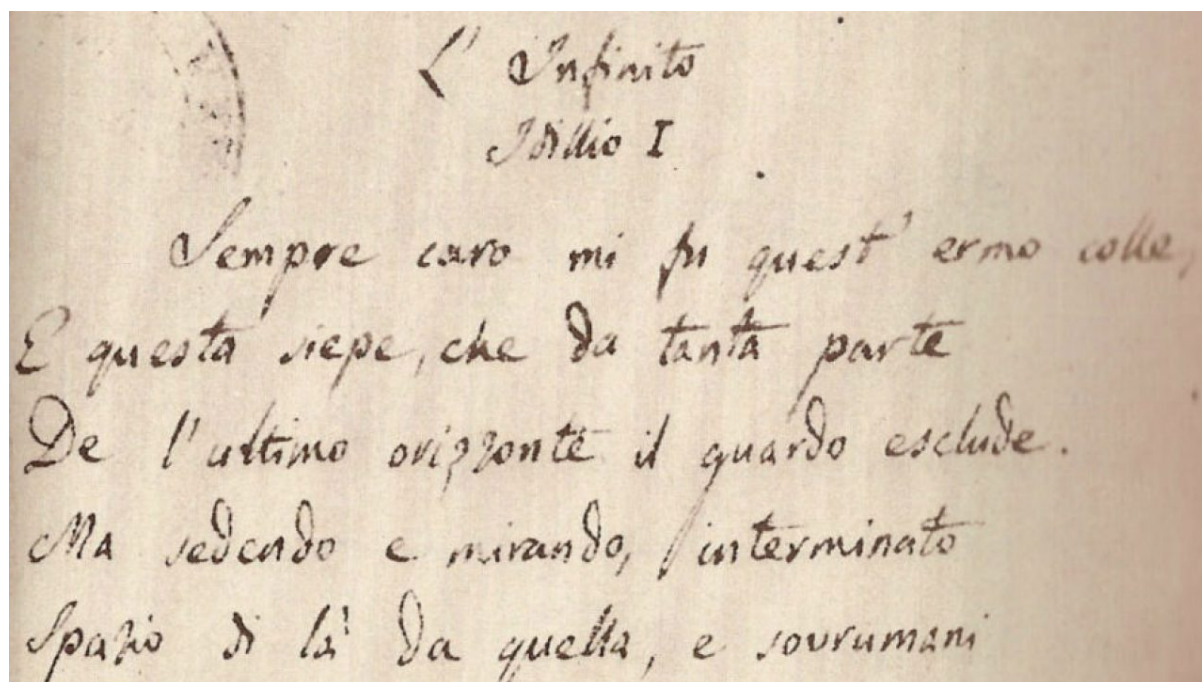 L' Infinito
Idillio I
Sempre caro mi fu quest' ermo colle,
E questa siepe, che da tanta parte
De l'ultimo orizzonte il guardo esclude.
Ma sedendo e mirando, interminato
Spazio di là da quella, e sovrumani